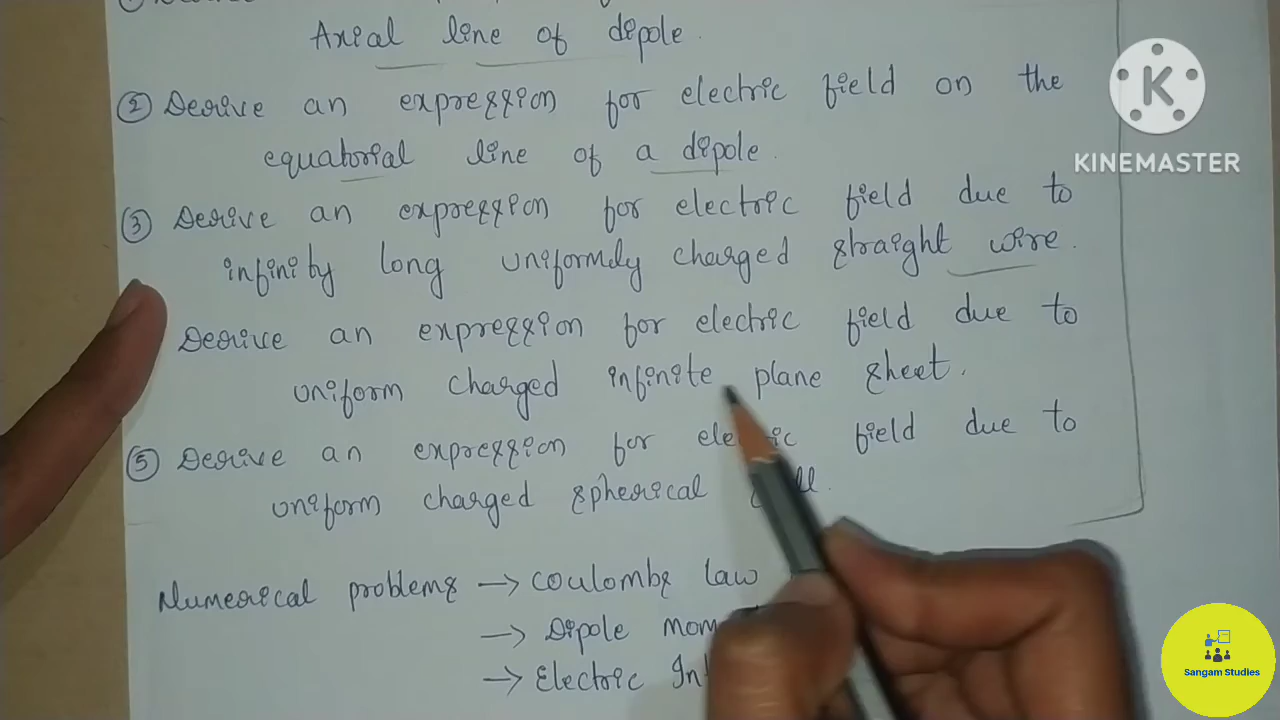 Axial line of dipole.
② Derive an expression for electric field on the
equatorial line of a dipole.
③ Derive an expression for electric field due to
infinity long uniformely charged straight wire.
Derive an expression for electric field due to
uniform charged infinite plane sheet.
⑤ Derive an expression for electric field due to
uniform charged spherical
Numerical problems → coulombs law
→ Dipole
→ Electric
KINEMASTER
Sangam Studies